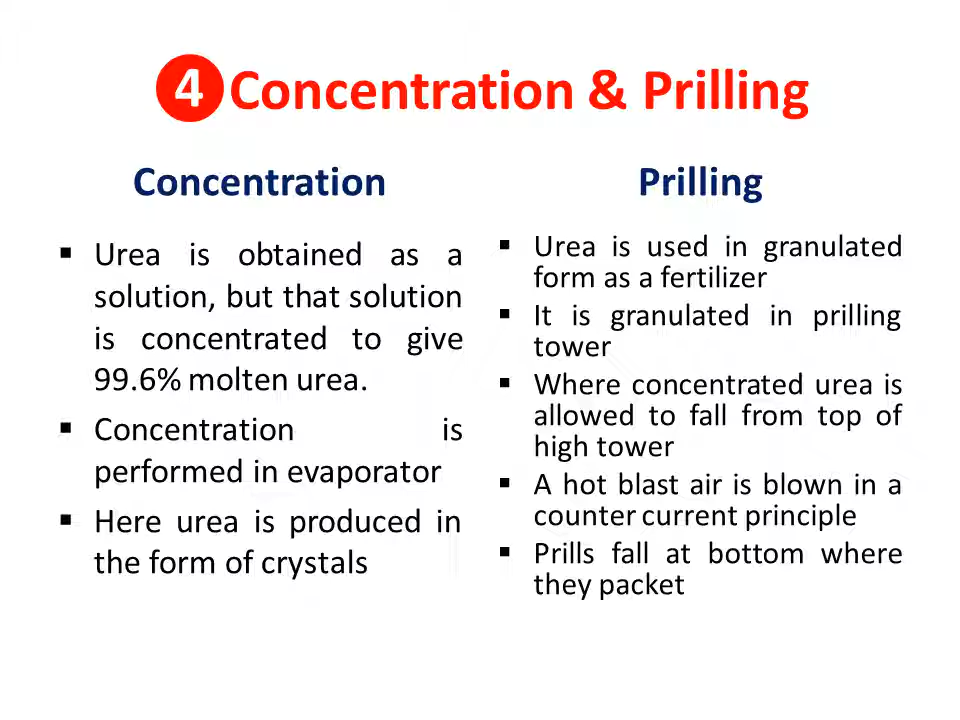 4 Concentration & Prilling
Concentration
▪ Urea is obtained as a
solution, but that solution
is concentrated to give
99.6% molten urea.
▪ Concentration is
performed in evaporator
▪ Here urea is produced in
the form of crystals
Prilling
▪ Urea is used in granulated
form as a fertilizer
▪ It is granulated in prilling
tower
▪ Where concentrated urea is
allowed to fall from top of
high tower
▪ A hot blast air is blown in a
counter current principle
▪ Prills fall at bottom where
they packet